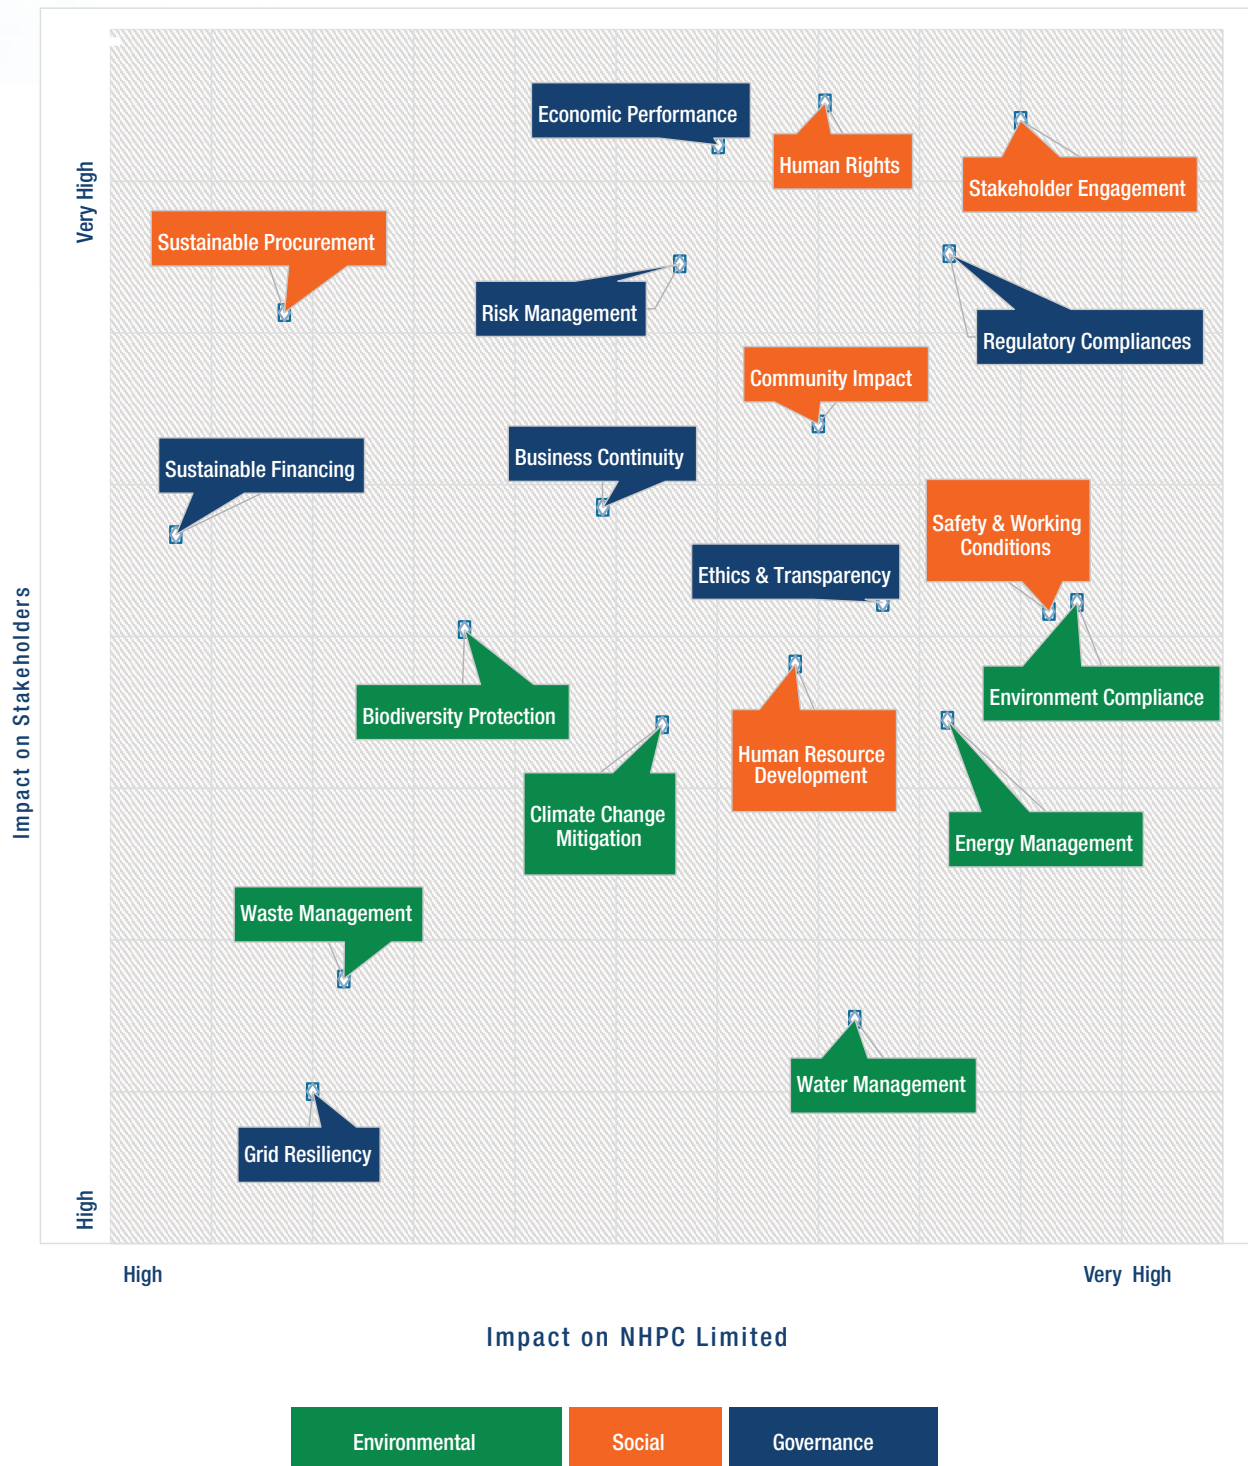 Economic Performance
Human Rights
Stakeholder Engagement
Very High
Sustainable Procurement
Risk Management
Regulatory Compliances
Community Impact
Sustainable Financing
Business Continuity
Safety & Working
Conditions
Ethics & Transparency
Impact on Stakeholders
Biodiversity Protection
Environment Compliance
Human Resource
Development
Climate Change
Mitigation
Energy Management
Waste Management
Water Management
Grid Resiliency
High
High
Very High
Impact on NHPC Limited
Environmental
Social
Governance